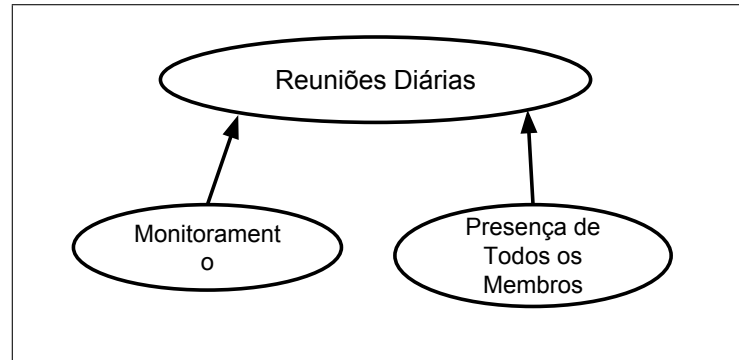 Reuniões Diárias
Monitorament
o
Presença de
Todos os
Membros